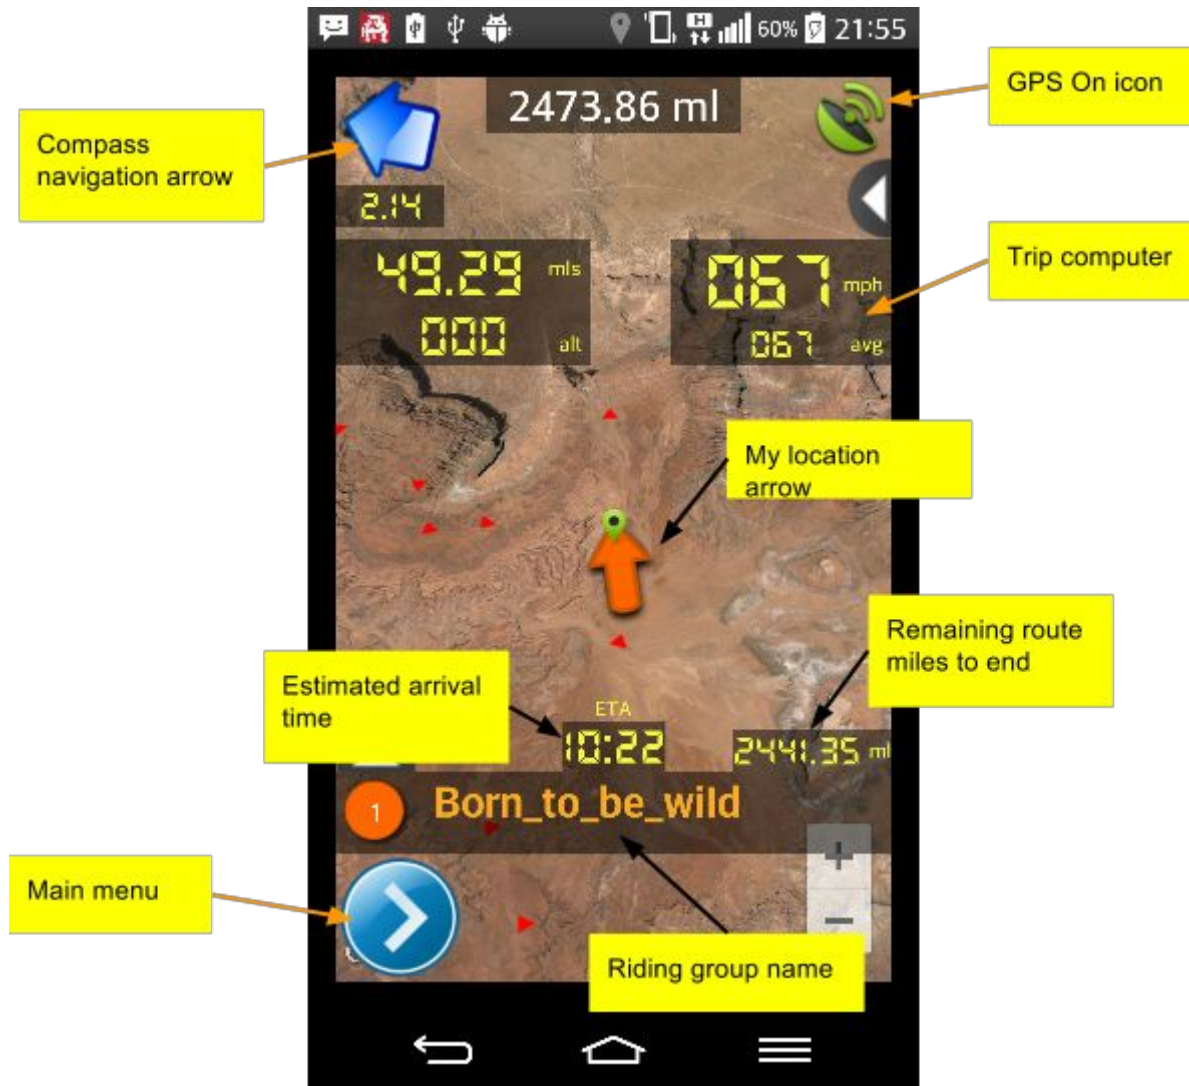 60% 21:55
GPS On icon
2473.86 ml
Compass
navigation arrow
2.14
49.29 mls
000 alt
067 mph
067 avg
Trip computer
My location
arrow
Remaining route
miles to end
Estimated arrival
time
ETA
10:22
2441.35 ml
1
Born_to_be_wild
+
Main menu
−
Riding group name